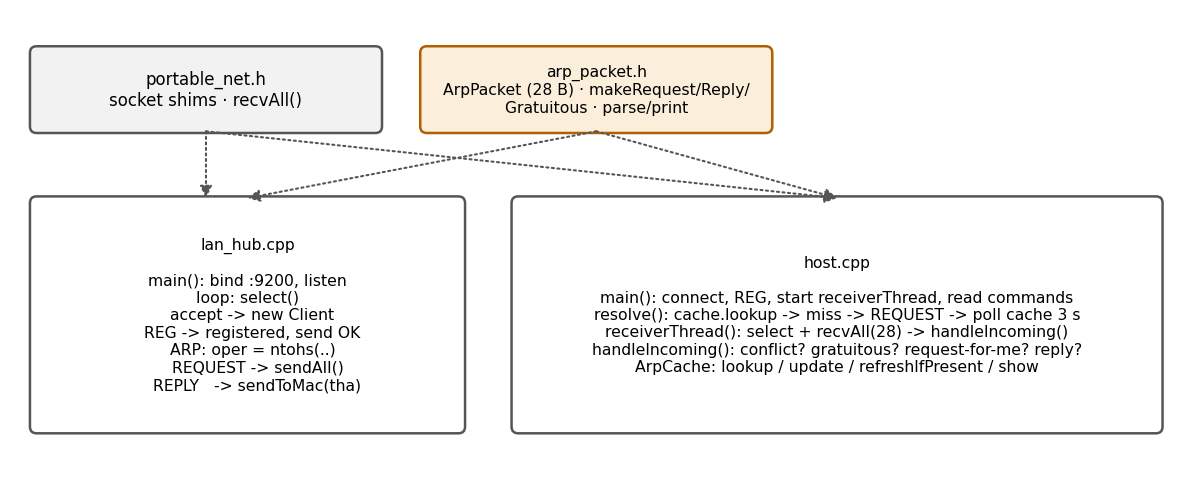 portable_net.h
socket shims · recvAll()
arp_packet.h
ArpPacket (28 B) · makeRequest/Reply/
Gratuitous · parse/print
lan_hub.cpp
main(): bind :9200, listen
loop: select()
accept -> new Client
REG -> registered, send OK
ARP: oper = ntohs(..)
REQUEST -> sendAll()
REPLY   -> sendToMac(tha)
host.cpp
main(): connect, REG, start receiverThread, read commands
resolve(): cache.lookup -> miss -> REQUEST -> poll cache 3 s
receiverThread(): select + recvAll(28) -> handleIncoming()
handleIncoming(): conflict? gratuitous? request-for-me? reply?
ArpCache: lookup / update / refreshIfPresent / show